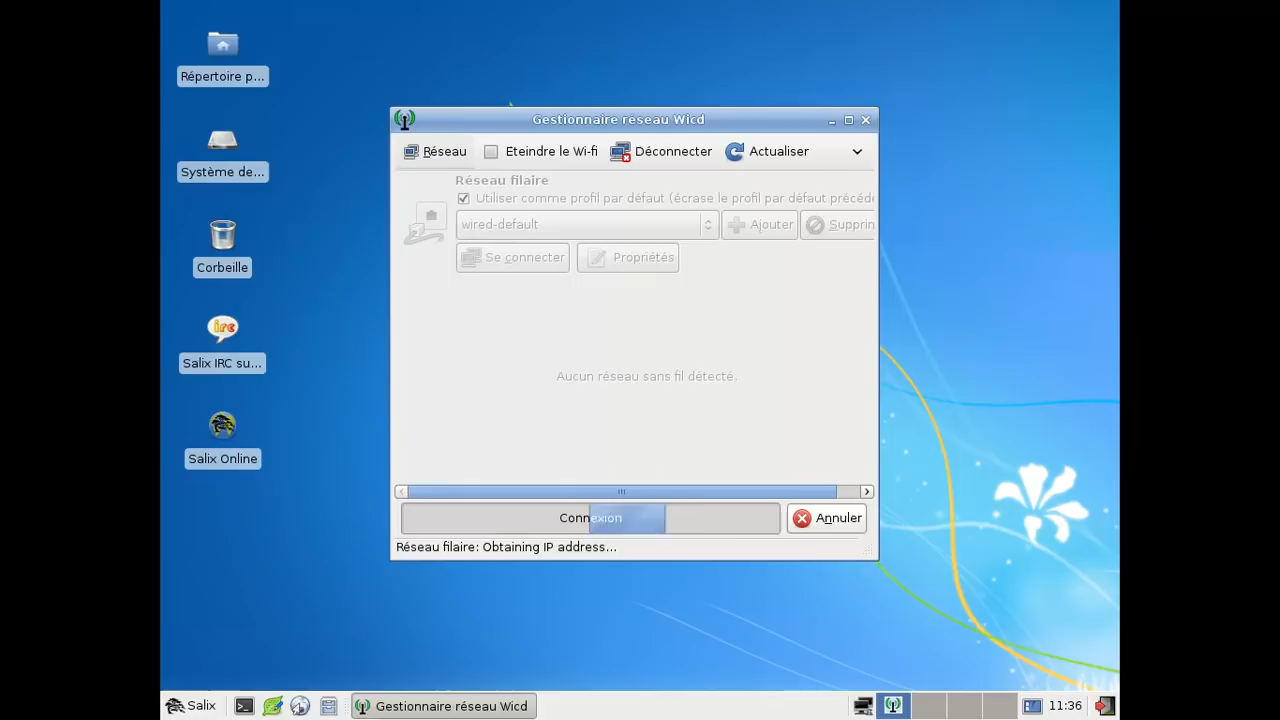 Répertoire p...
Système de...
Corbeille
Salix IRC su...
Salix Online
Gestionnaire réseau Wicd
Réseau
Eteindre le Wi-fi
Déconnecter
Actualiser
Réseau filaire
Utiliser comme profil par défaut (écrase le profil par défaut précéde
wired-default
Ajouter
Supprin
Se connecter
Propriétés
Aucun réseau sans fil détecté.
Connexion
Annuler
Réseau filaire: Obtaining IP address...
Salix
Gestionnaire réseau Wicd
11:36